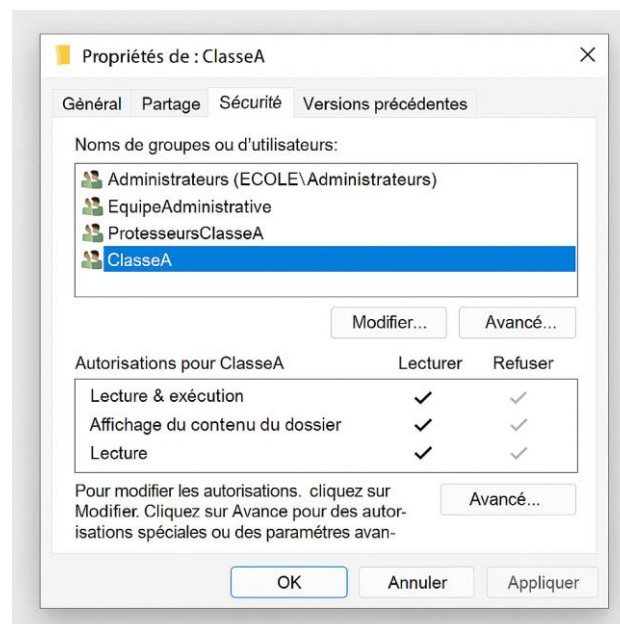 Propriétés de : ClasseA
Gènéral Partage Sécurité Versions précédentes
Noms de groupes ou d'utilisateurs:
Administrateurs (ECOLE\Administrateurs)
EquipeAdministrative
ProtesseursClasseA
ClasseA
Modifier... Avancé...
Autorisations pour ClasseA Lecturer Refuser
Lecture & exécution
Affichage du contenu du dossier
Lecture
Pour modifier les autorisations. cliquez sur
Modifier. Cliquez sur Avance pour des autor-
isations spéciales ou des paramétres avan-
Avancé...
OK Annuler Appliquer